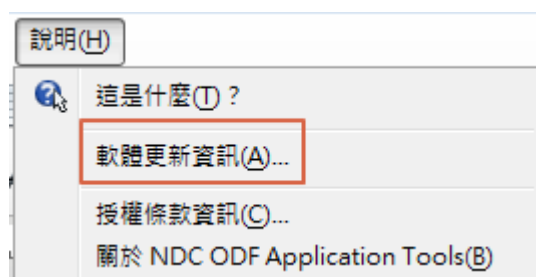 說明(H)
這是什麼(T)？
軟體更新資訊(A)...
授權條款資訊(C)...
關於 NDC ODF Application Tools(B)